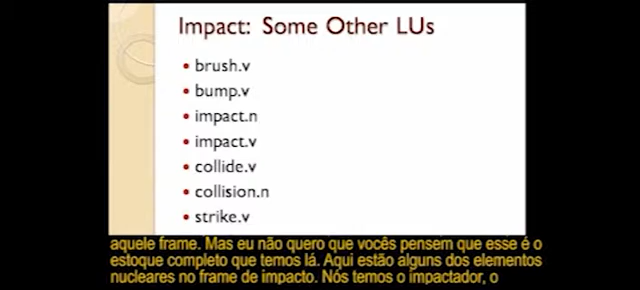 Impact: Some Other LUs
• brush.v
• bump.v
• impact.n
• impact.v
• collide.v
• collision.n
• strike.v
aquele frame. Mas eu não quero que vocês pensem que esse é o
estoque completo que temos lá. Aqui estão alguns dos elementos
nucleares no frame de impacto. Nós temos o impactador, o